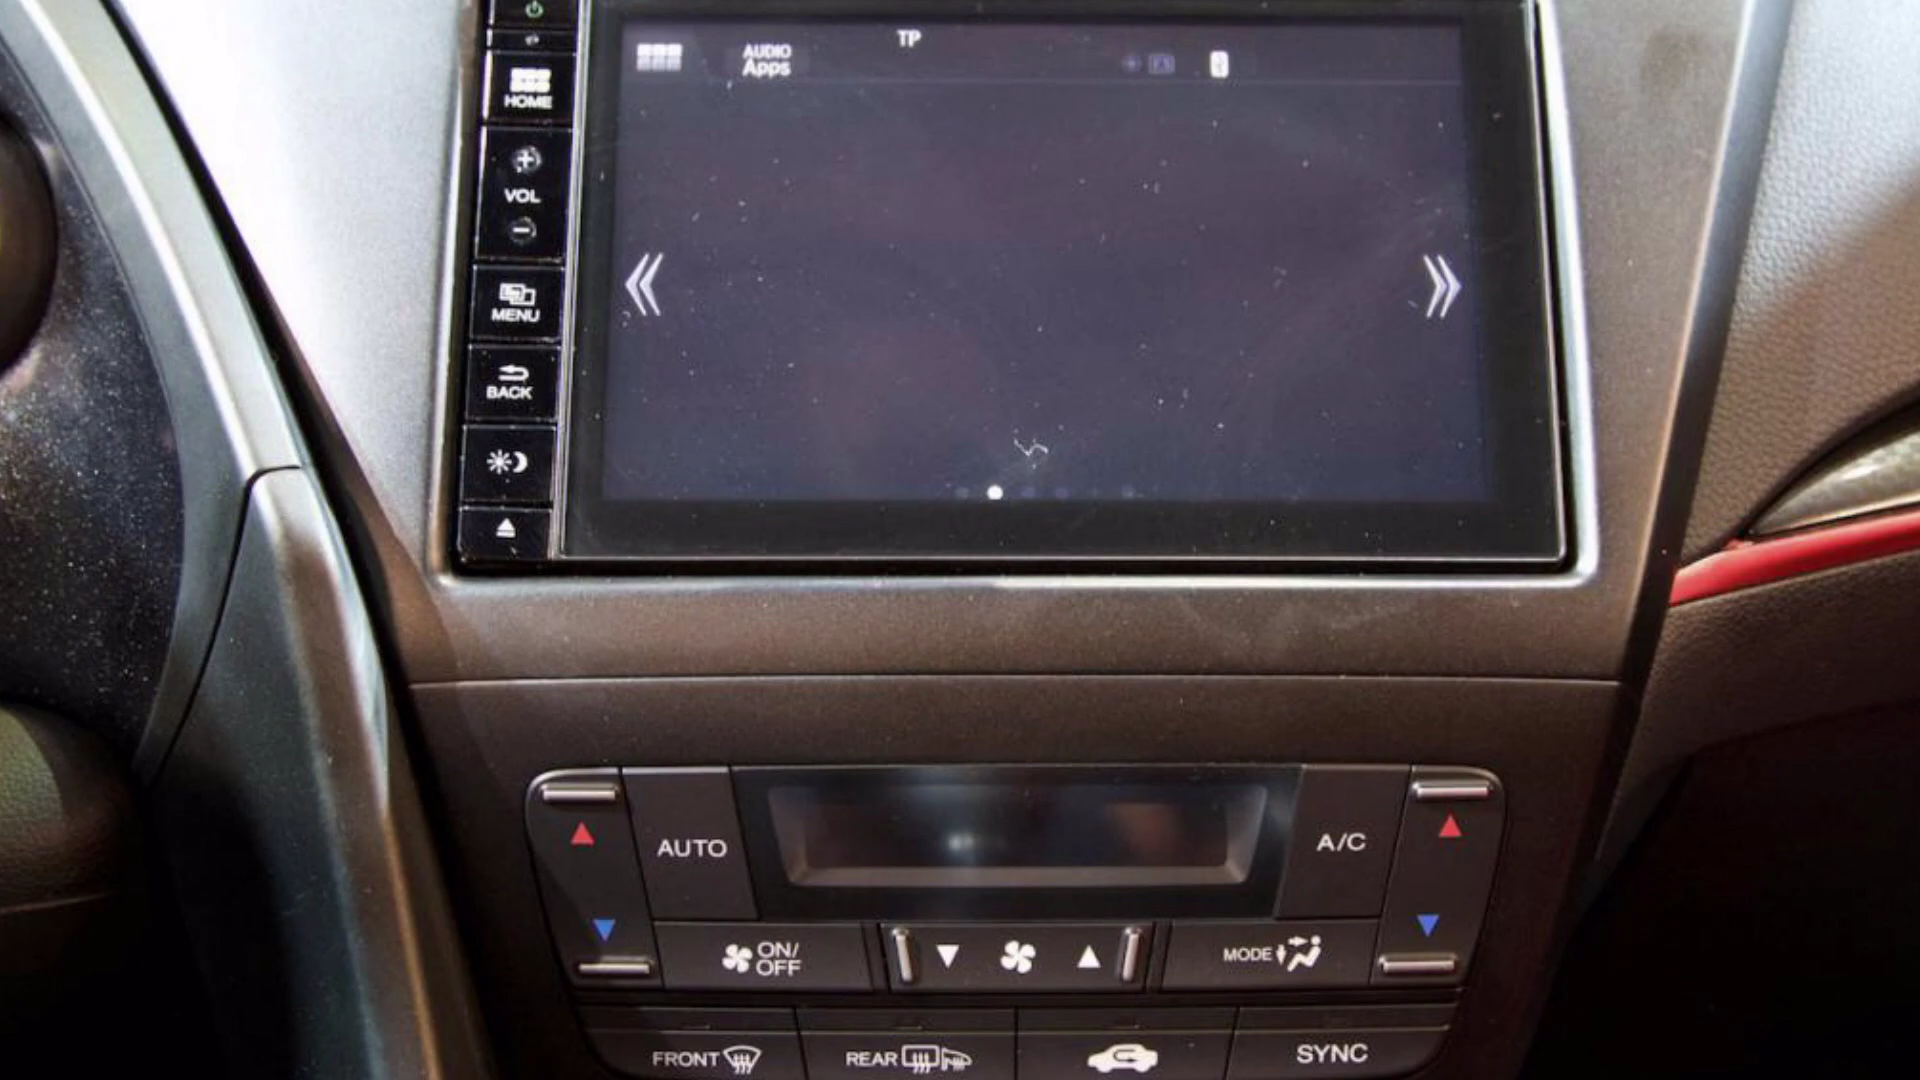 TP
AUDIO
Apps
HOME
VOL
MENU
BACK
AUTO
A/C
ON/
OFF
MODE
FRONT
REAR
SYNC